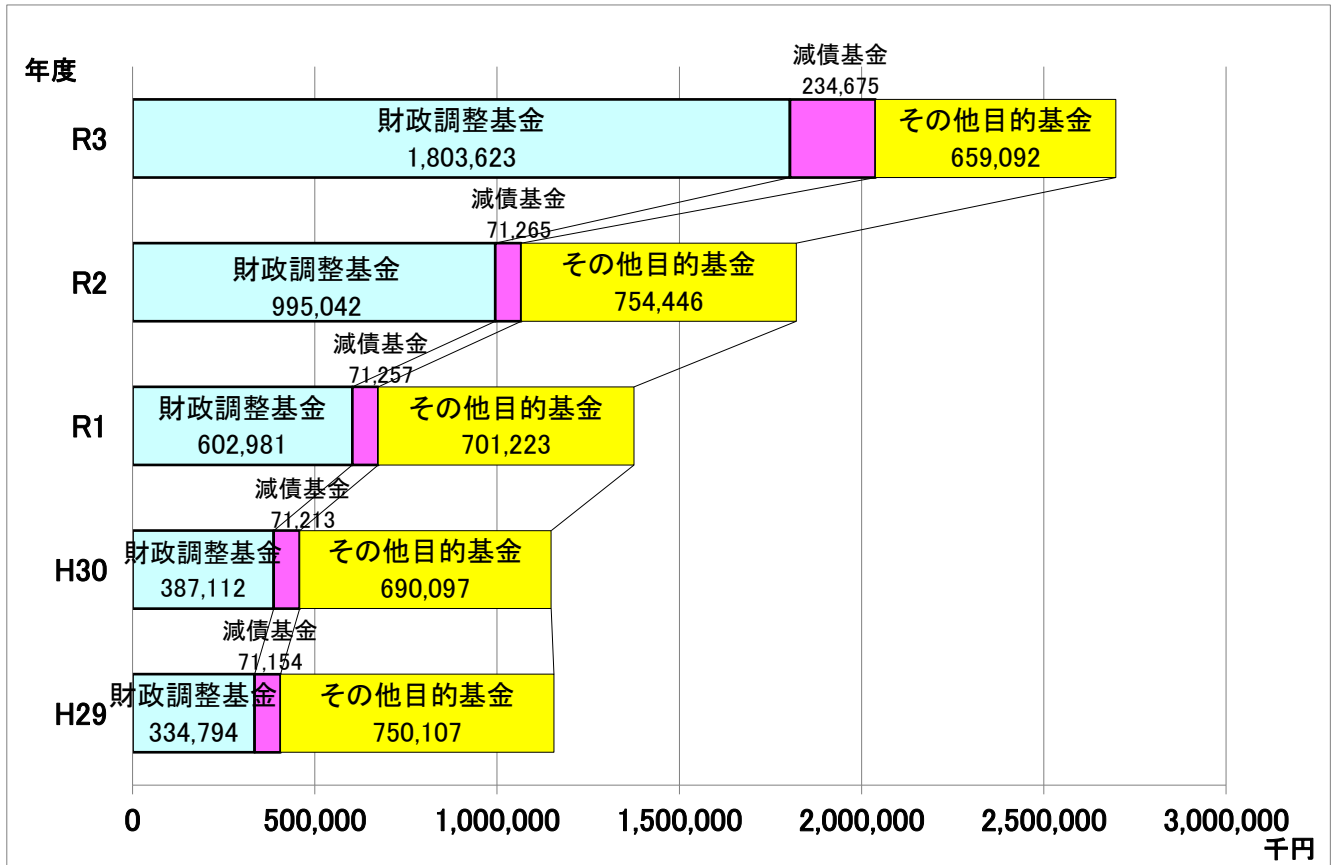 年度
減債基金
234,675
R3
財政調整基金
1,803,623
その他目的基金
659,092
減債基金
71,265
R2
財政調整基金
995,042
その他目的基金
754,446
減債基金
71,257
R1
財政調整基金
602,981
その他目的基金
701,223
減債基金
71,213
H30
財政調整基金
387,112
その他目的基金
690,097
減債基金
71,154
H29
財政調整基金
334,794
その他目的基金
750,107
0 500,000 1,000,000 1,500,000 2,000,000 2,500,000 3,000,000
千円